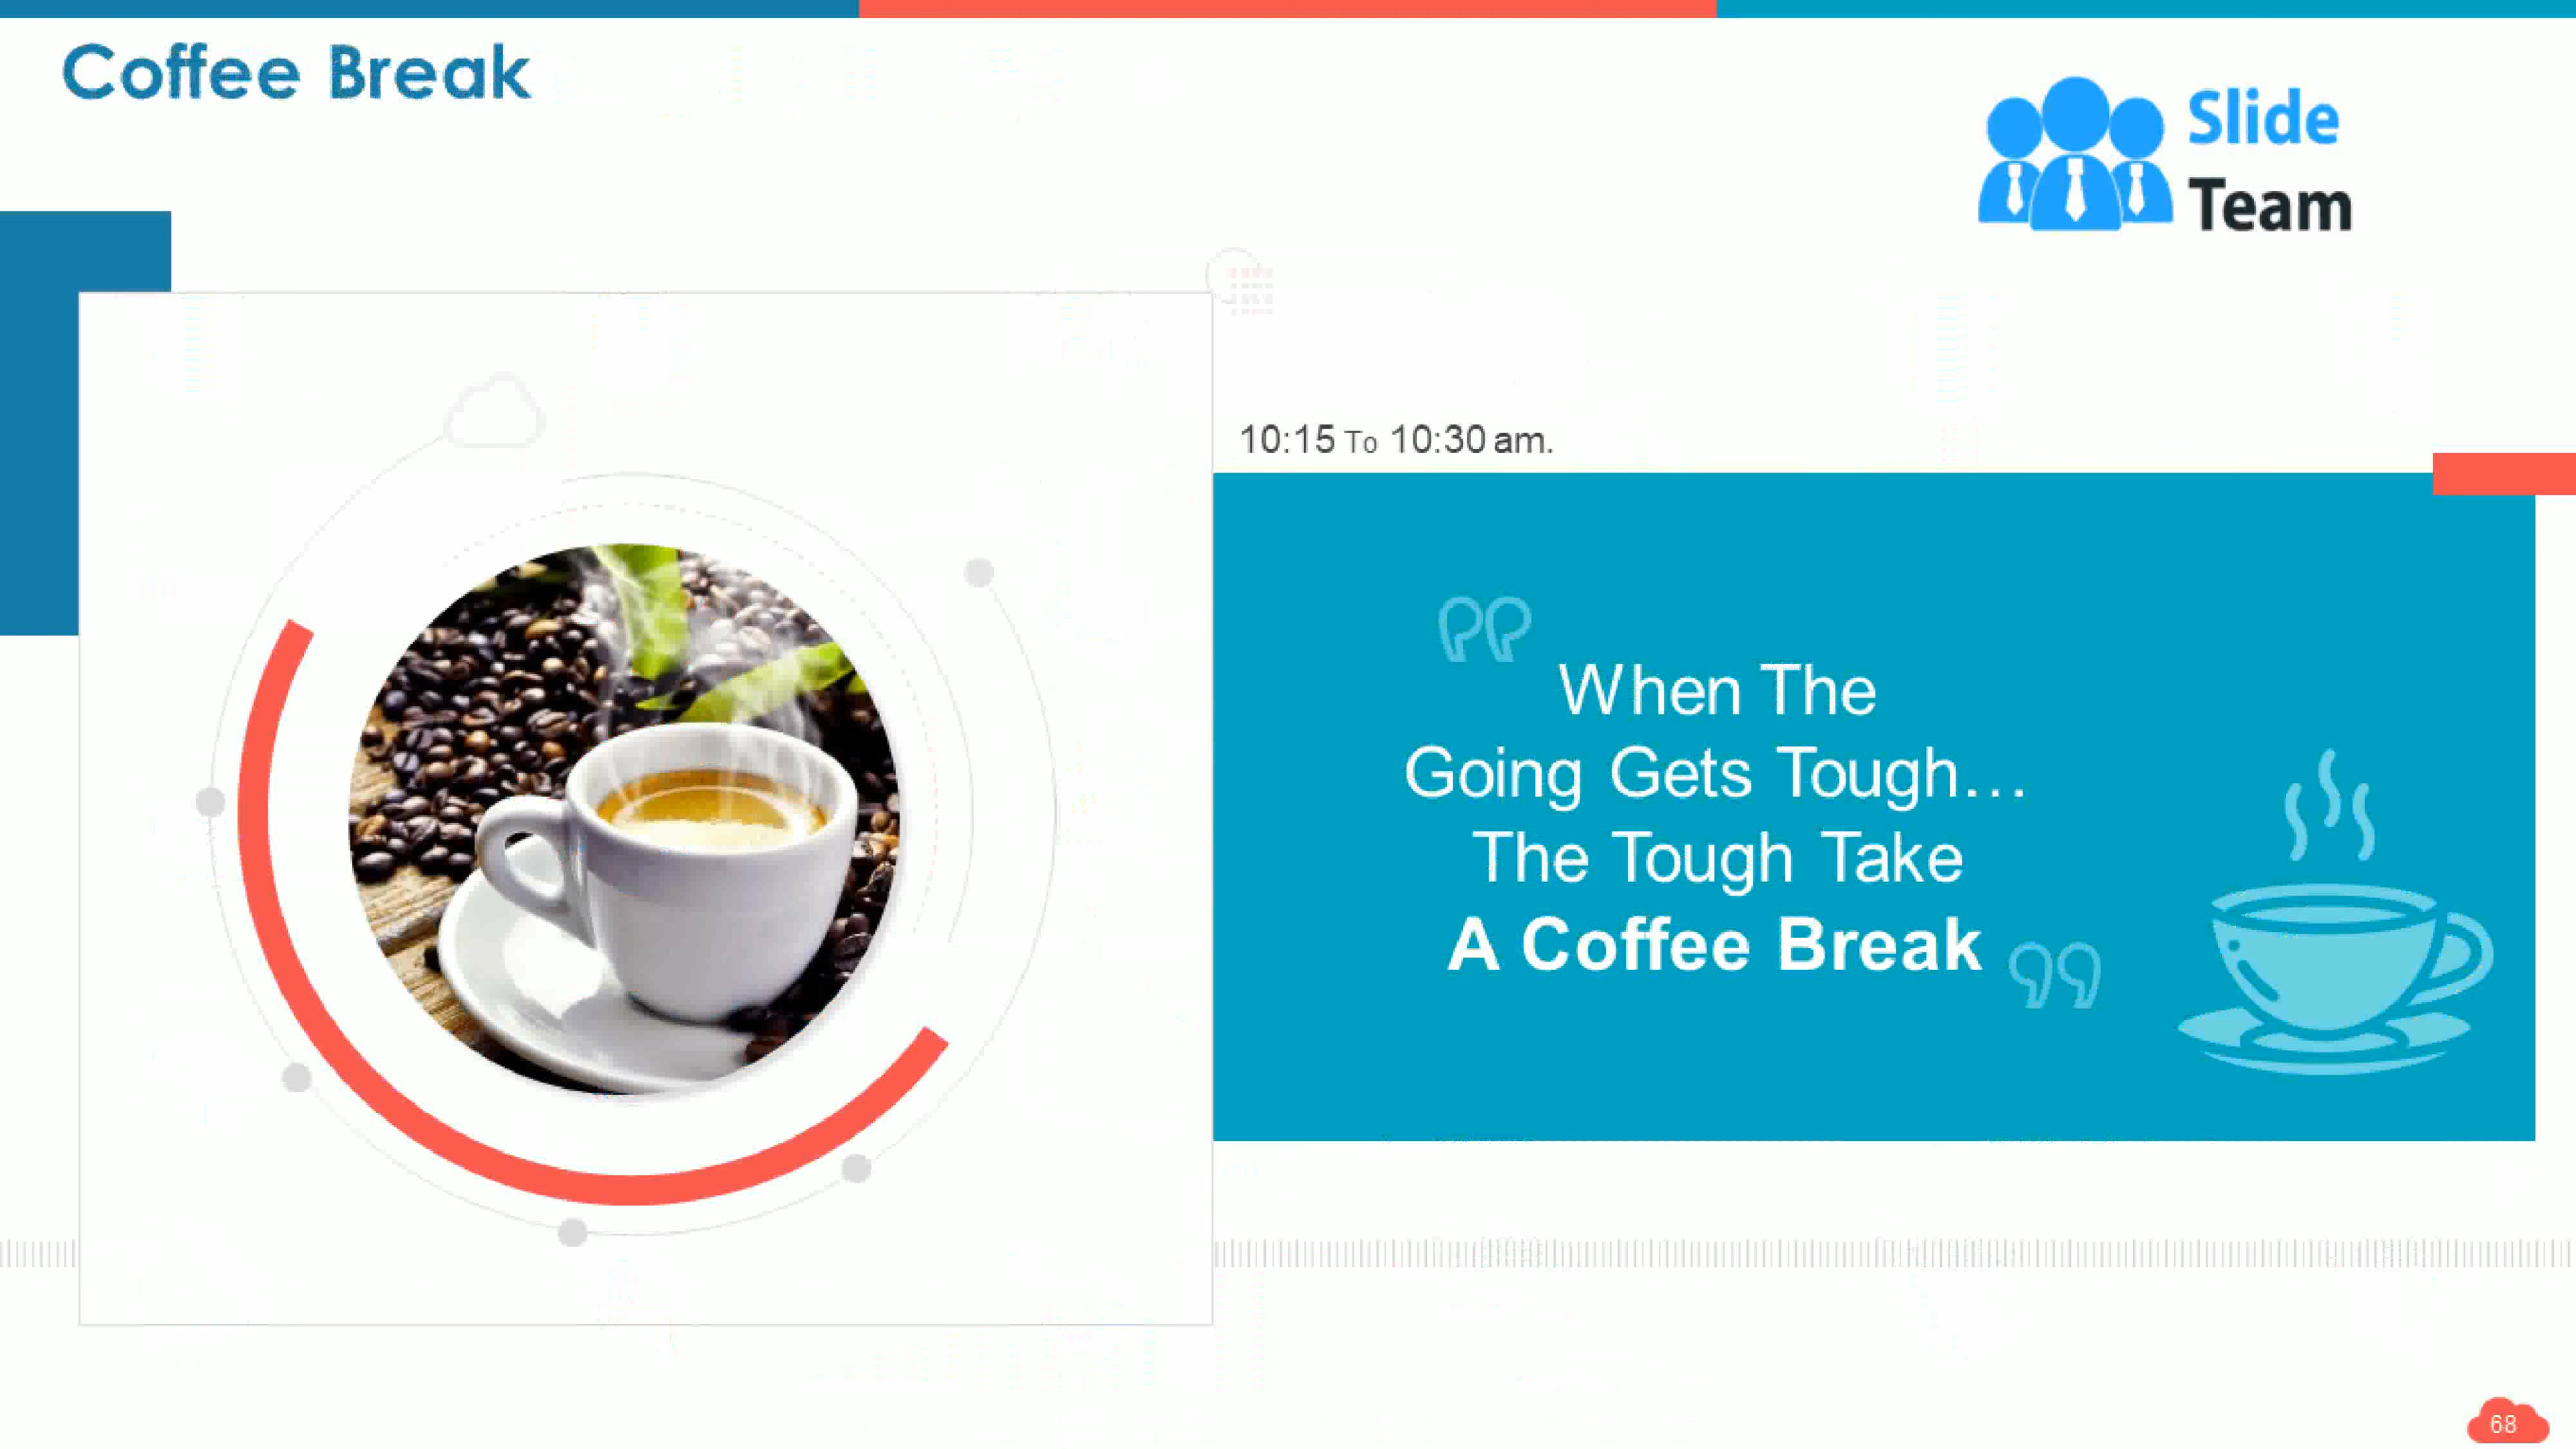 Coffee Break
Slide
Team
10:15 To 10:30 am.
When The
Going Gets Tough...
The Tough Take
A Coffee Break
68